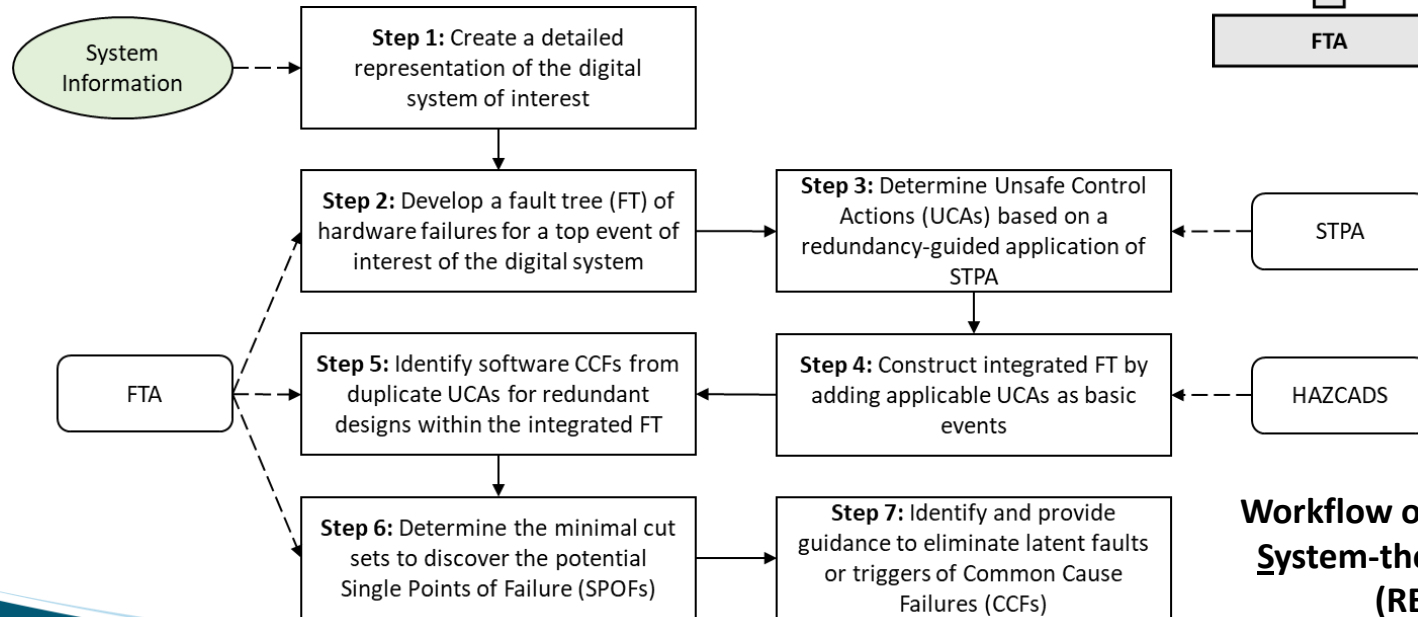 System
Information
Step 1: Create a detailed
representation of the digital
system of interest
FTA
Step 2: Develop a fault tree (FT) of
hardware failures for a top event of
interest of the digital system
Step 3: Determine Unsafe Control
Actions (UCAs) based on a
redundancy-guided application of
STPA
STPA
FTA
Step 5: Identify software CCFs from
duplicate UCAs for redundant
designs within the integrated FT
Step 4: Construct integrated FT by
adding applicable UCAs as basic
events
HAZCADS
Step 6: Determine the minimal cut
sets to discover the potential
Single Points of Failure (SPOFs)
Step 7: Identify and provide
guidance to eliminate latent faults
or triggers of Common Cause
Failures (CCFs)
Workflow o
System-the
(RE